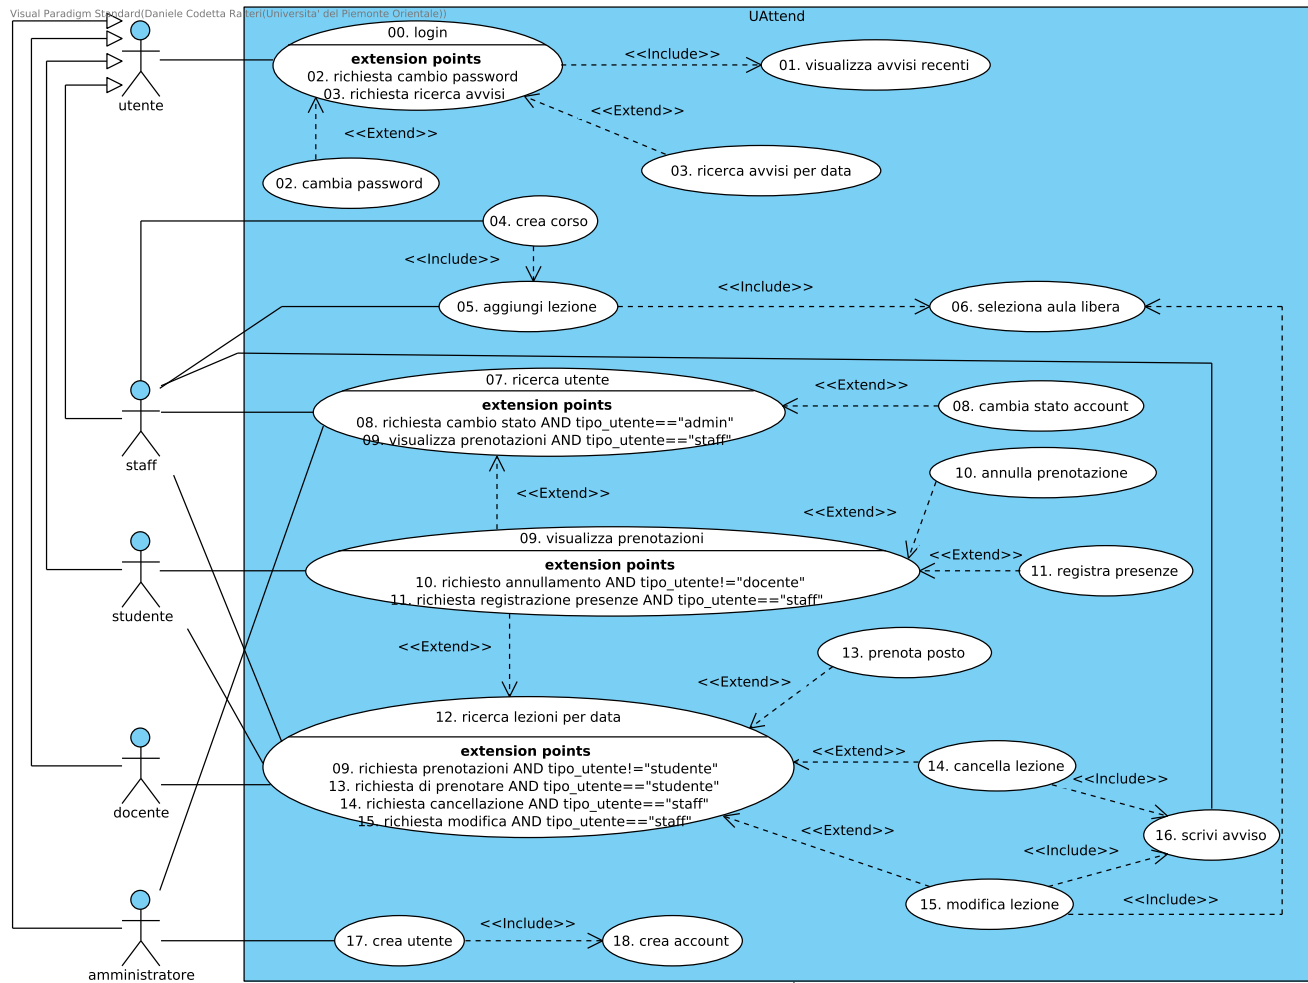 Visual Paradigm Standard(Daniele Codetta Raiteri(Universita' del Piemonte Orientale))
UAttend
utente
00. login
extension points
02. richiesta cambio password
03. richiesta ricerca avvisi
<<Include>>
01. visualizza avvisi recenti
<<Extend>>
<<Extend>>
02. cambia password
03. ricerca avvisi per data
04. crea corso
<<Include>>
05. aggiungi lezione
<<Include>>
06. seleziona aula libera
staff
07. ricerca utente
extension points
08. richiesta cambio stato AND tipo_utente=="admin"
09. visualizza prenotazioni AND tipo_utente=="staff"
<<Extend>>
08. cambia stato account
<<Extend>>
10. annulla prenotazione
<<Extend>>
studente
09. visualizza prenotazioni
extension points
10. richiesto annullamento AND tipo_utente!="docente"
11. richiesta registrazione presenze AND tipo_utente=="staff"
<<Extend>>
11. registra presenze
<<Extend>>
13. prenota posto
<<Extend>>
docente
12. ricerca lezioni per data
extension points
09. richiesta prenotazioni AND tipo_utente!="studente"
13. richiesta di prenotare AND tipo_utente=="studente"
14. richiesta cancellazione AND tipo_utente=="staff"
15. richiesta modifica AND tipo_utente=="staff"
<<Extend>>
14. cancella lezione
<<Include>>
<<Extend>>
16. scrivi avviso
<<Include>>
15. modifica lezione
<<Include>>
amministratore
17. crea utente
<<Include>>
18. crea account